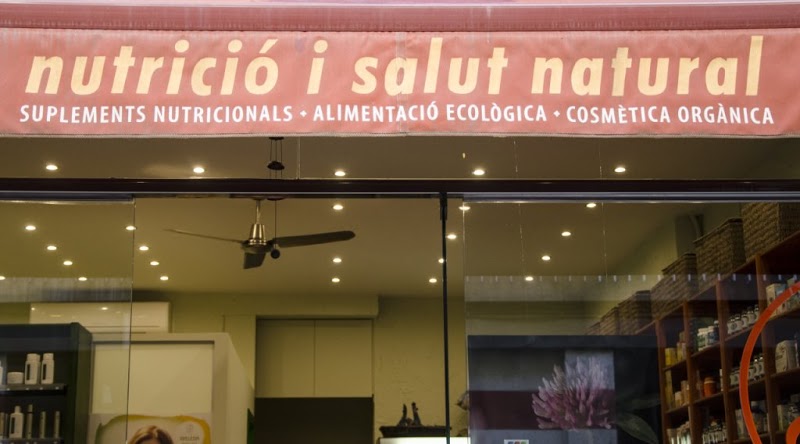 nutrició i salut natural
SUPLEMENTS NUTRICIONALS • ALIMENTACIÓ ECOLÒGICA • COSMÈTICA ORGÀNICA